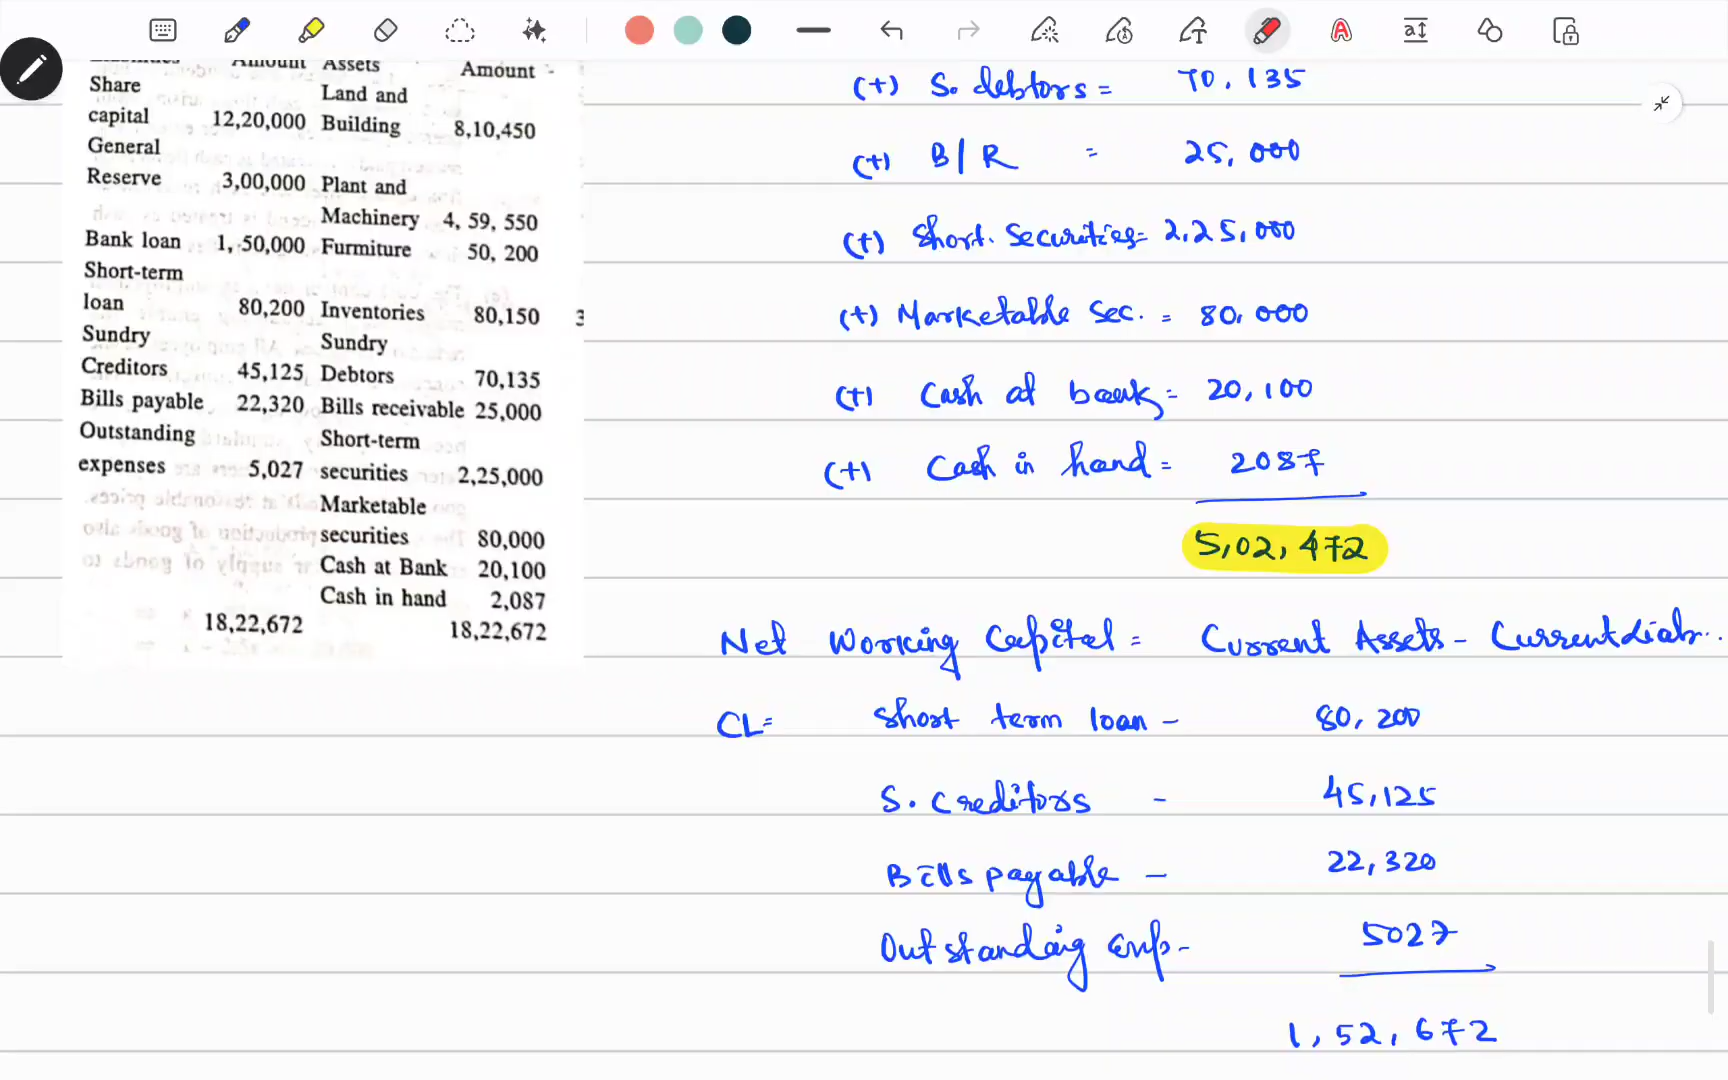 Amount Assets Amount
Share Land and
capital 12,20,000 Building 8,10,450
General
Reserve 3,00,000 Plant and
Machinery 4, 59, 550
Bank loan 1,-50,000 Furmiture 50, 200
Short-term
loan 80,200 Inventories 80,150
Sundry Sundry
Creditors 45,125 Debtors 70,135
Bills payable 22,320 Bills receivable 25,000
Outstanding Short-term
expenses 5,027 securities 2,25,000
Marketable
securities 80,000
Cash at Bank 20,100
Cash in hand 2,087
18,22,672 18,22,672
(+) S. debtors = 70,135
(+) B/R = 25,000
(+) Short. Securities = 2,25,000
(+) Marketable Sec. = 80,000
(+) Cash at bank = 20,100
(+) Cash in hand = 2087
5,02,472
Net Working Capital = Current Assets - Current Liab..
CL = Short term loan - 80,200
S. Creditors - 45,125
Bills payable - 22,320
Outstanding Exp - 5027
1,52,672